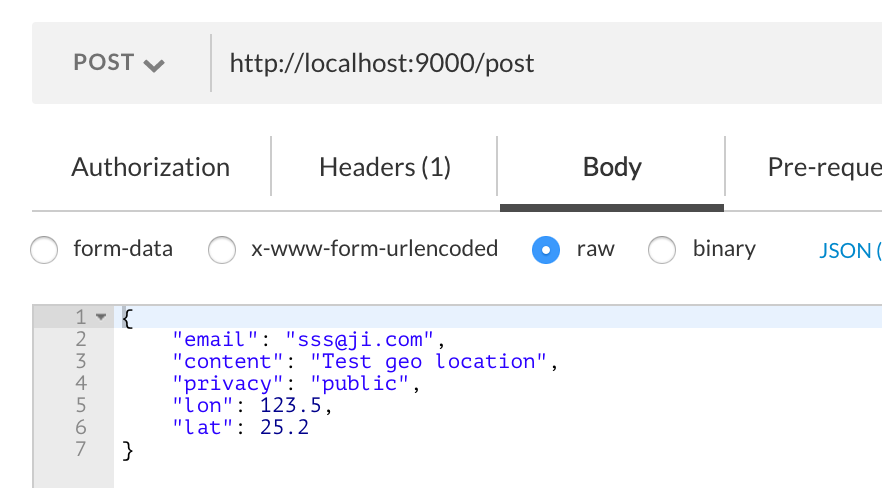 POST http://localhost:9000/post
Authorization Headers (1) Body Pre-reque
form-data x-www-form-urlencoded raw binary JSON (
1 {
2 "email": "sss@ji.com",
3 "content": "Test geo location",
4 "privacy": "public",
5 "lon": 123.5,
6 "lat": 25.2
7 }